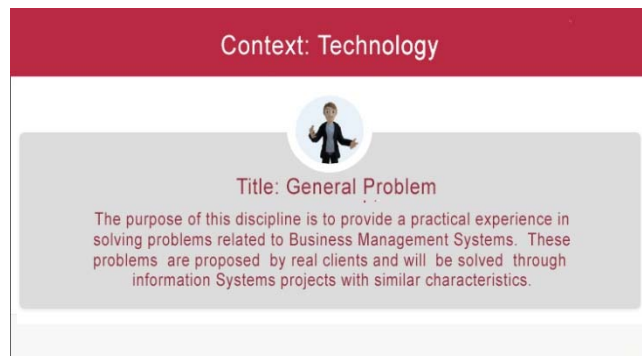 Context: Technology
Title: General Problem
The purpose of this discipline is to provide a practical experience in
solving problems related to Business Management Systems. These
problems are proposed by real clients and will be solved through
information Systems projects with similar characteristics.